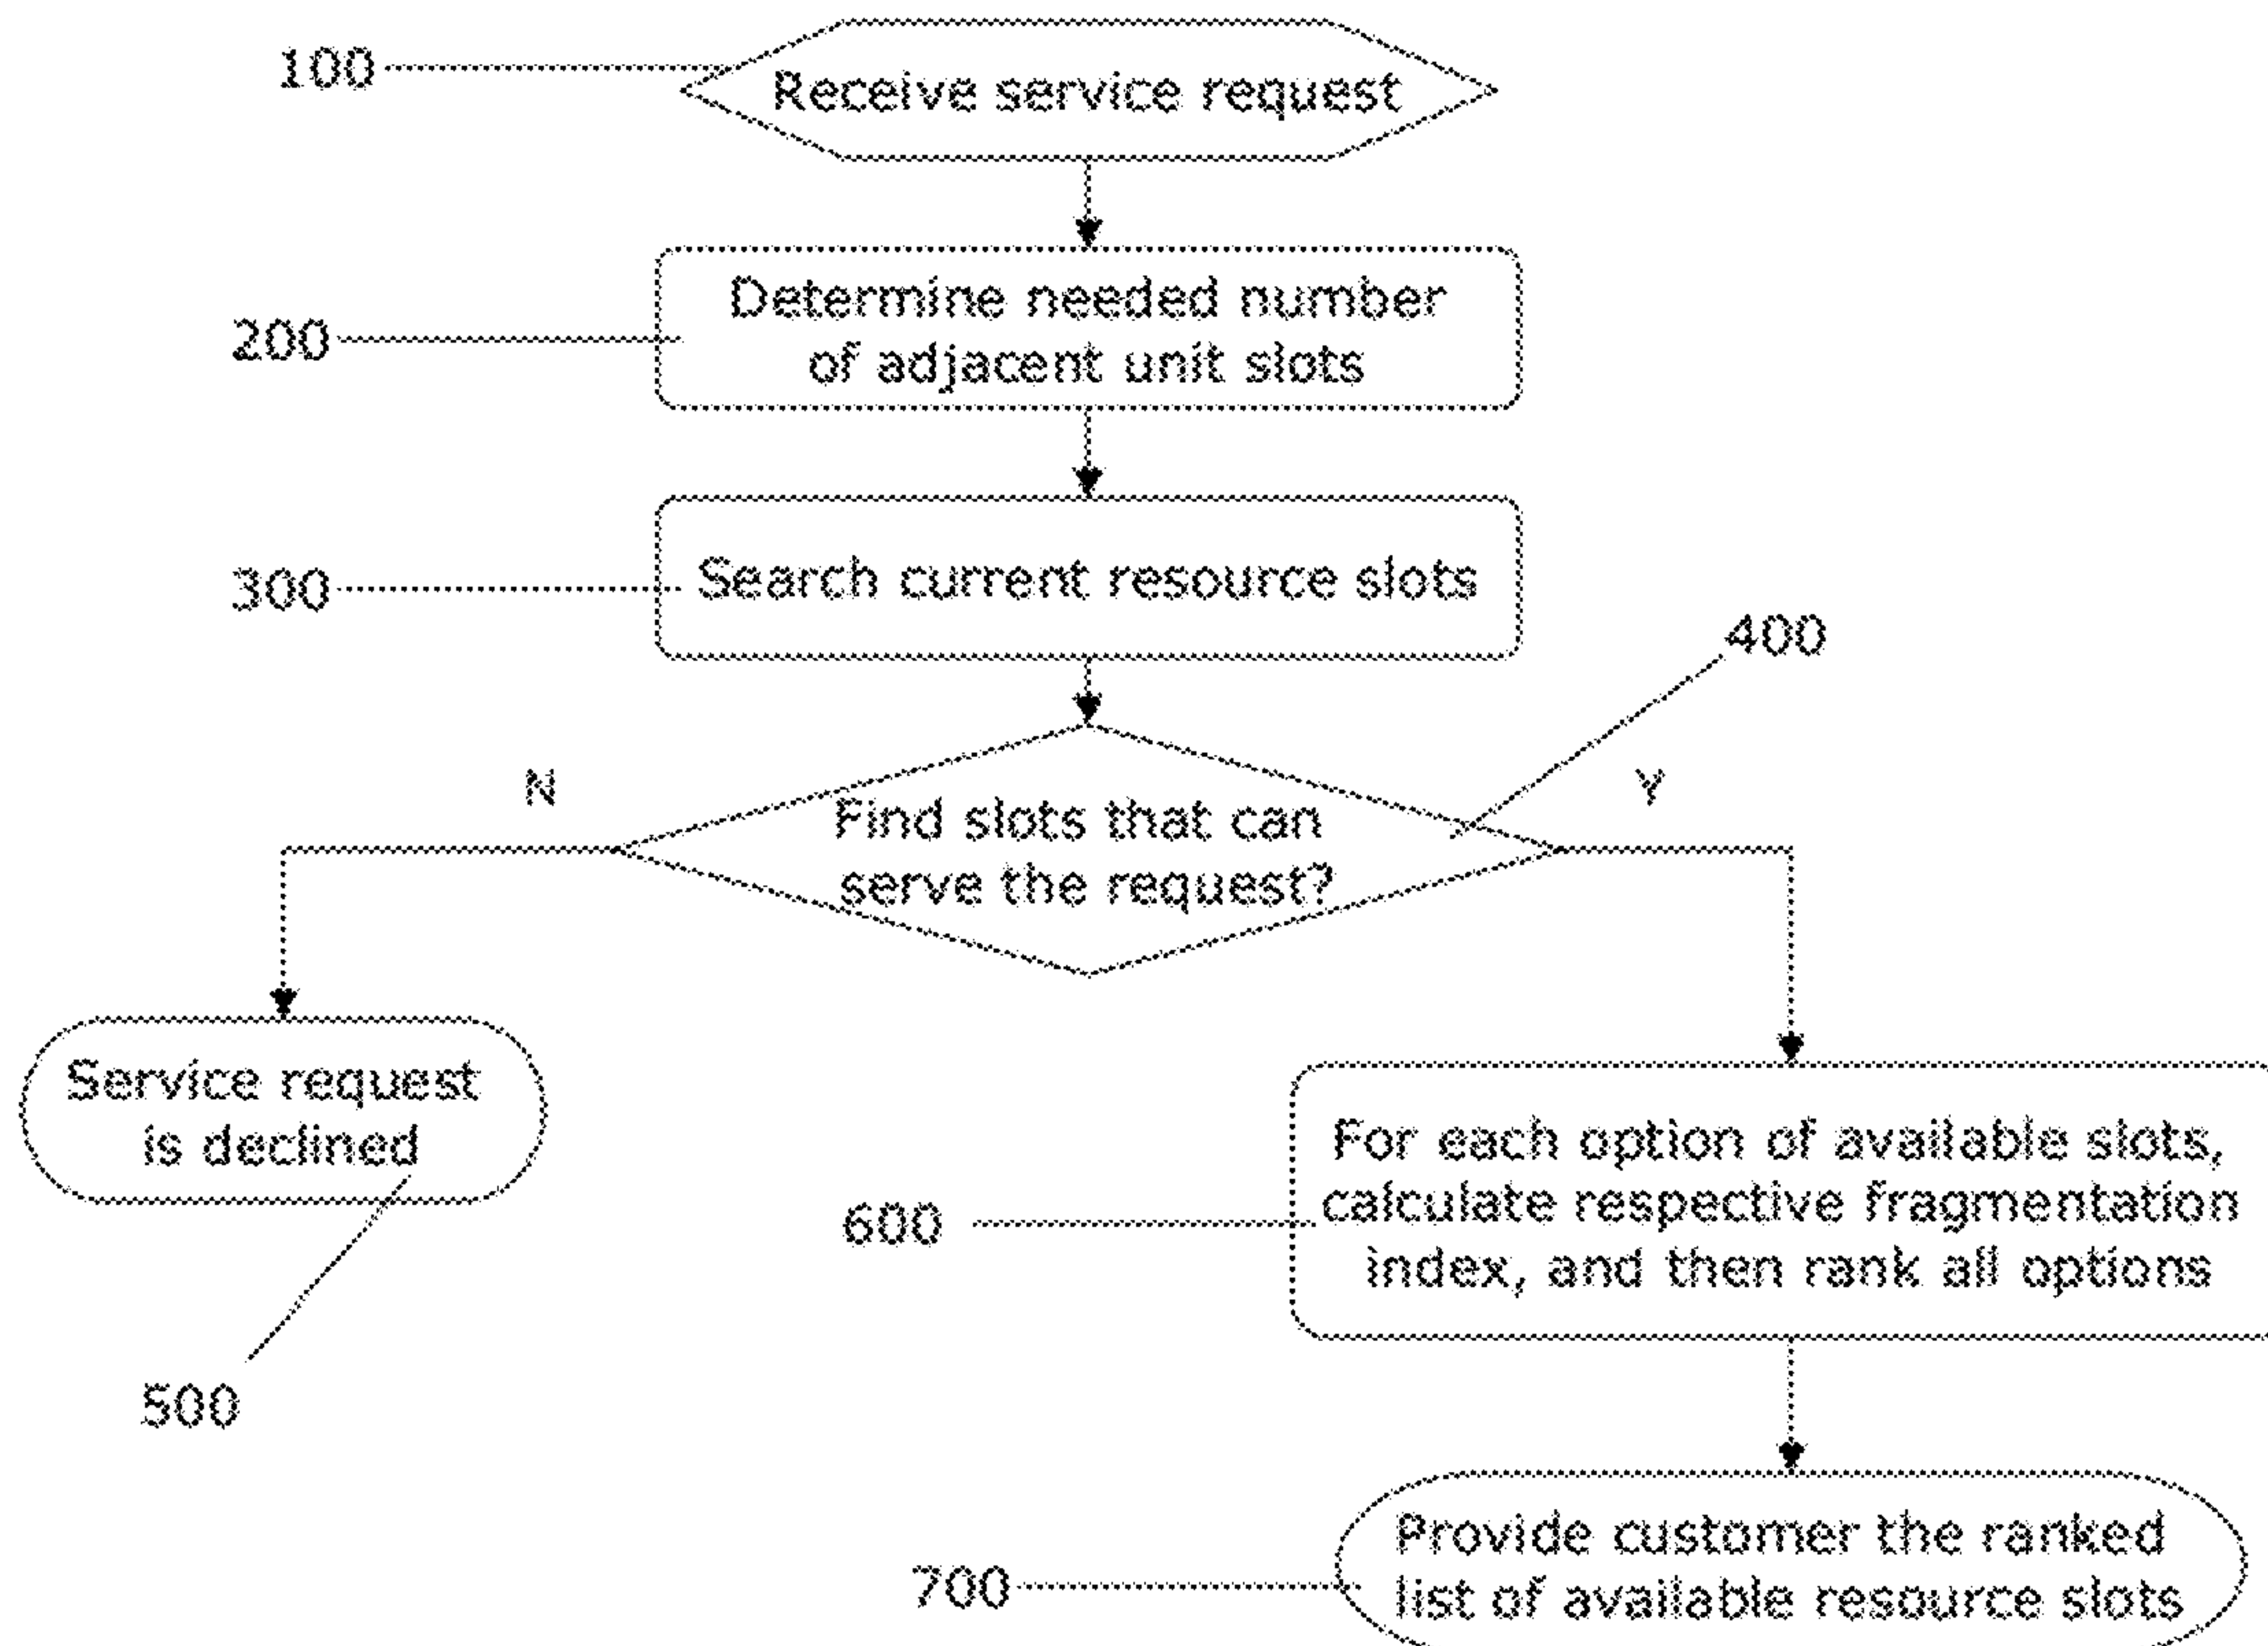 100
Receive service request
200
Determine needed number
of adjacent unit slots
300
Search current resource slots
400
N
Y
Find slots that can
serve the request?
Service request
is declined
500
600
For each option of available slots,
calculate respective fragmentation
index, and then rank all options
700
Provide customer the ranked
list of available resource slots